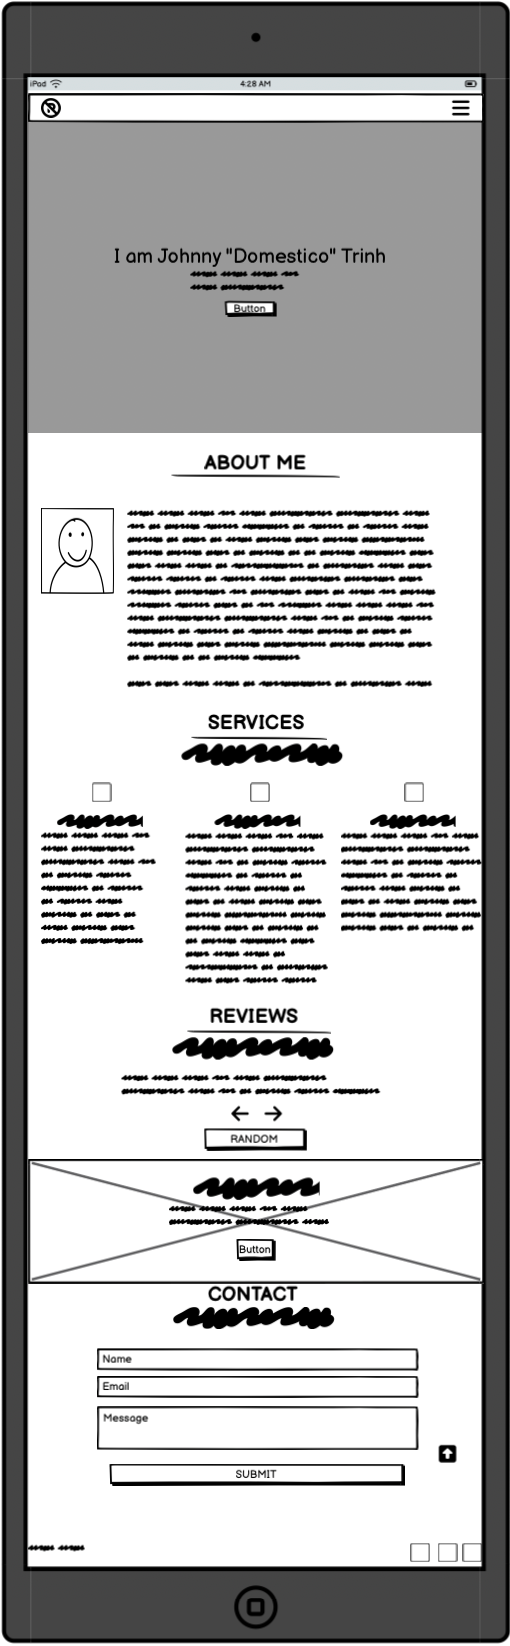 iPad 4:28 AM
I am Johnny "Domestico" Trinh
Button
ABOUT ME
SERVICES
REVIEWS
RANDOM
Button
CONTACT
Name
Email
Message
SUBMIT